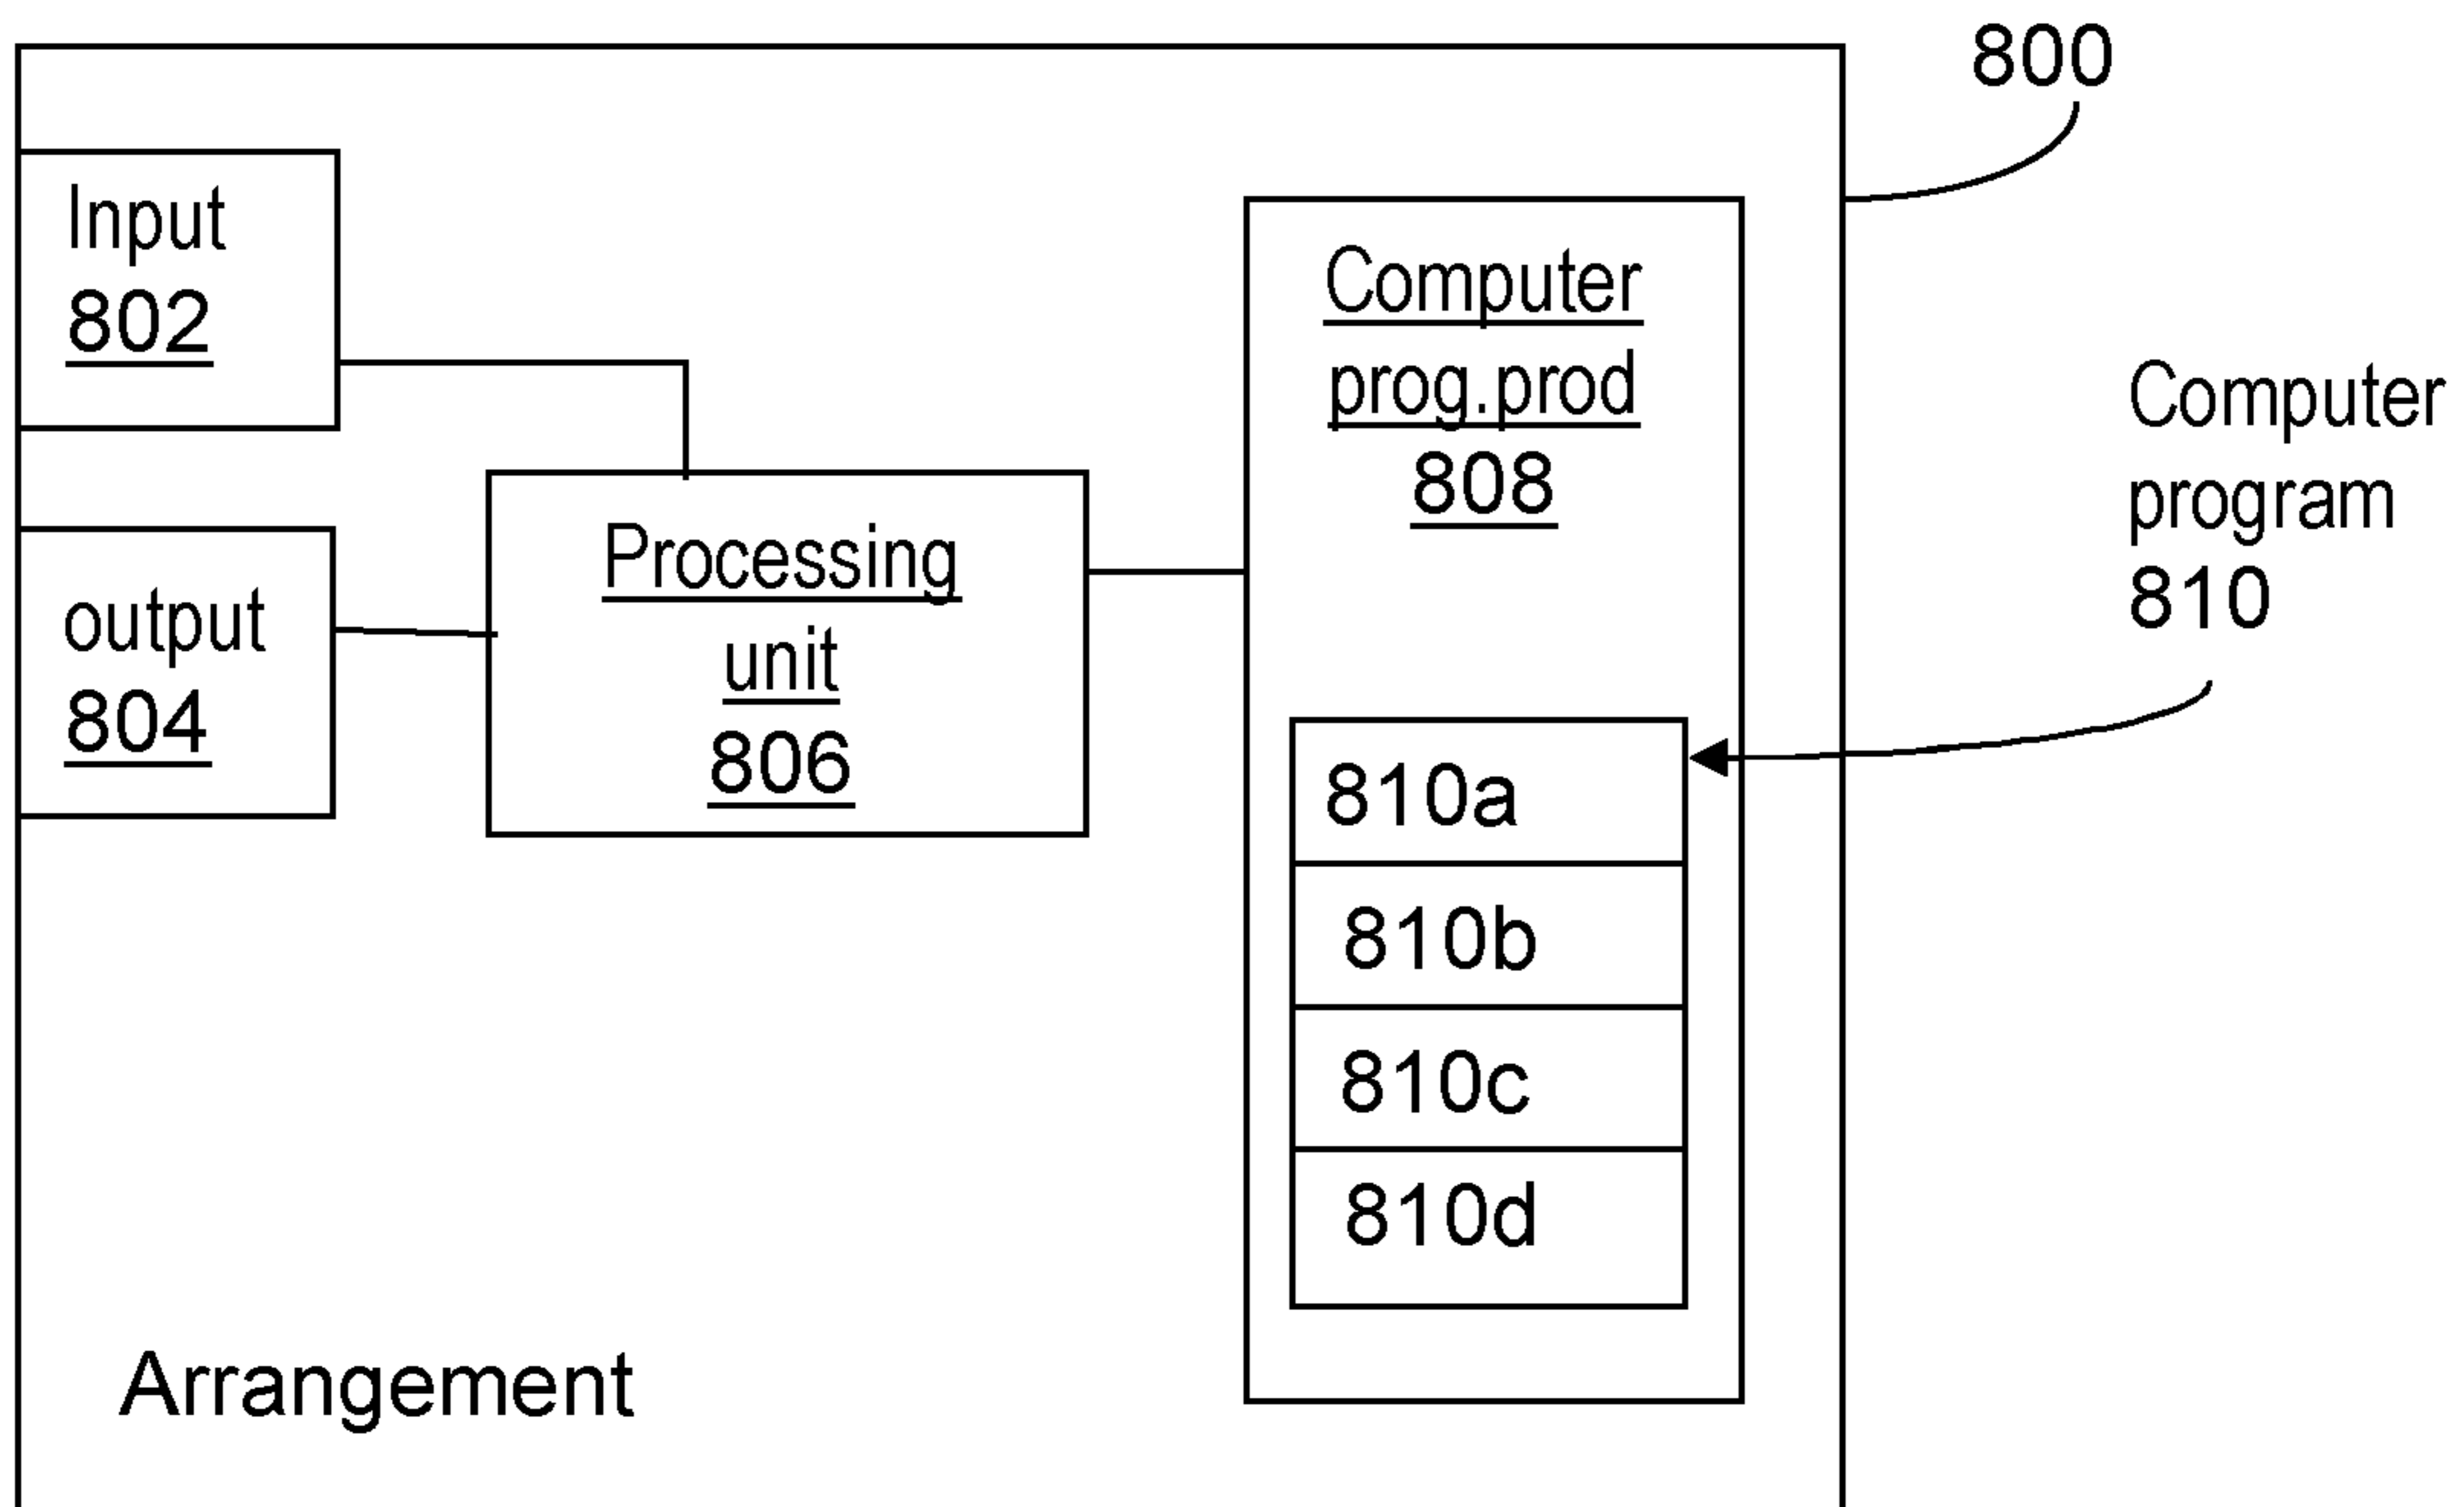 800
Input
802
Computer
prog.prod
808
Computer
program
810
Processing
unit
806
output
804
810a
810b
810c
810d
Arrangement